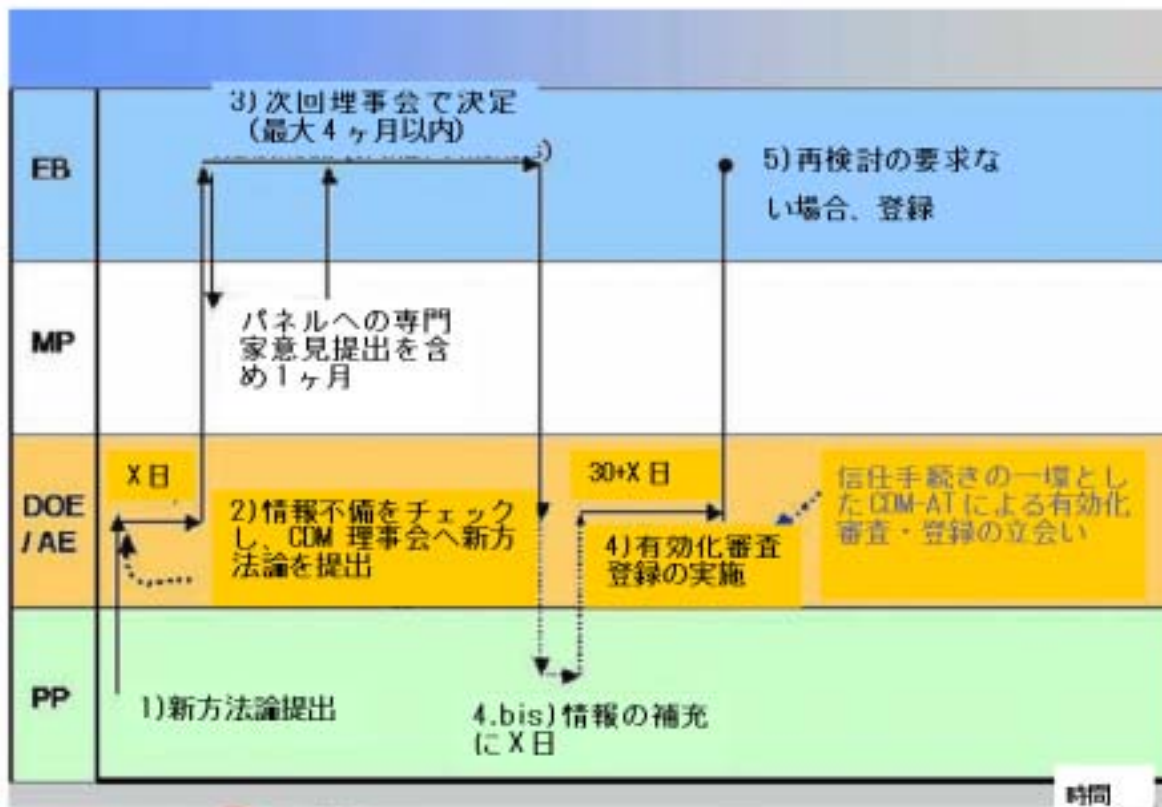 3)次回理事会で決定
(最大4ヶ月以内)
EB
5)再検討の要求な
い場合、登録
MP
パネルへの専門
家意見提出を含
め1ヶ月
DOE
/ AE
X日
2)情報不備をチェック
し、CDM 理事会へ新方
法論を提出
30+X日
4)有効化審査
登録の実施
信任手続きの一環とし
たCDM-ATによる有効化
審査・登録の立会い
PP
1)新方法論提出
4.bis)情報の補充
にX日
時間